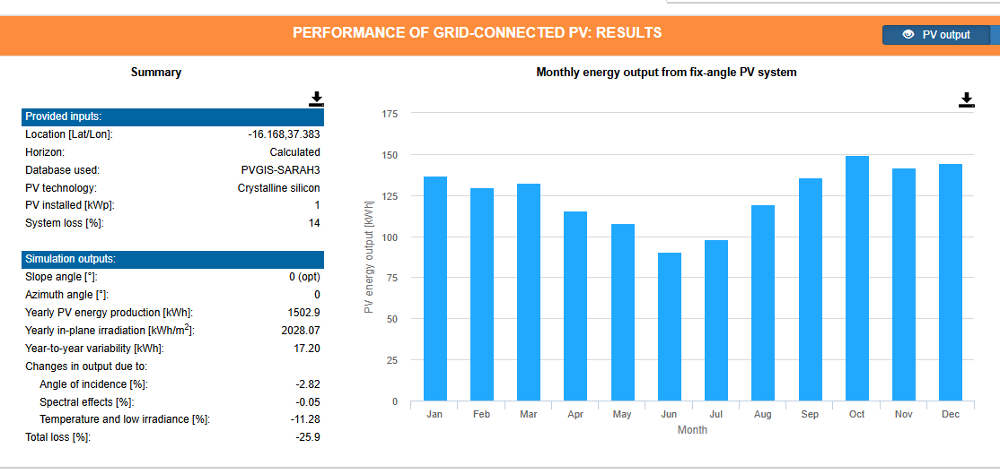 PERFORMANCE OF GRID-CONNECTED PV: RESULTS
PV output
Summary
Provided inputs:
Location [Lat/Lon]: -16.168,37.383
Horizon: Calculated
Database used: PVGIS-SARAH3
PV technology: Crystalline silicon
PV installed [kWp]: 1
System loss [%]: 14
Simulation outputs:
Slope angle [°]: 0 (opt)
Azimuth angle [°]: 0
Yearly PV energy production [kWh]: 1502.9
Yearly in-plane irradiation [kWh/m²]: 2028.07
Year-to-year variability [kWh]: 17.20
Changes in output due to:
Angle of incidence [%]: -2.82
Spectral effects [%]: -0.05
Temperature and low irradiance [%]: -11.28
Total loss [%]: -25.9
Monthly energy output from fix-angle PV system
PV energy output [kWh]
175
150
125
100
75
50
25
0
Jan Feb Mar Apr May Jun Jul Aug Sep Oct Nov Dec
Month